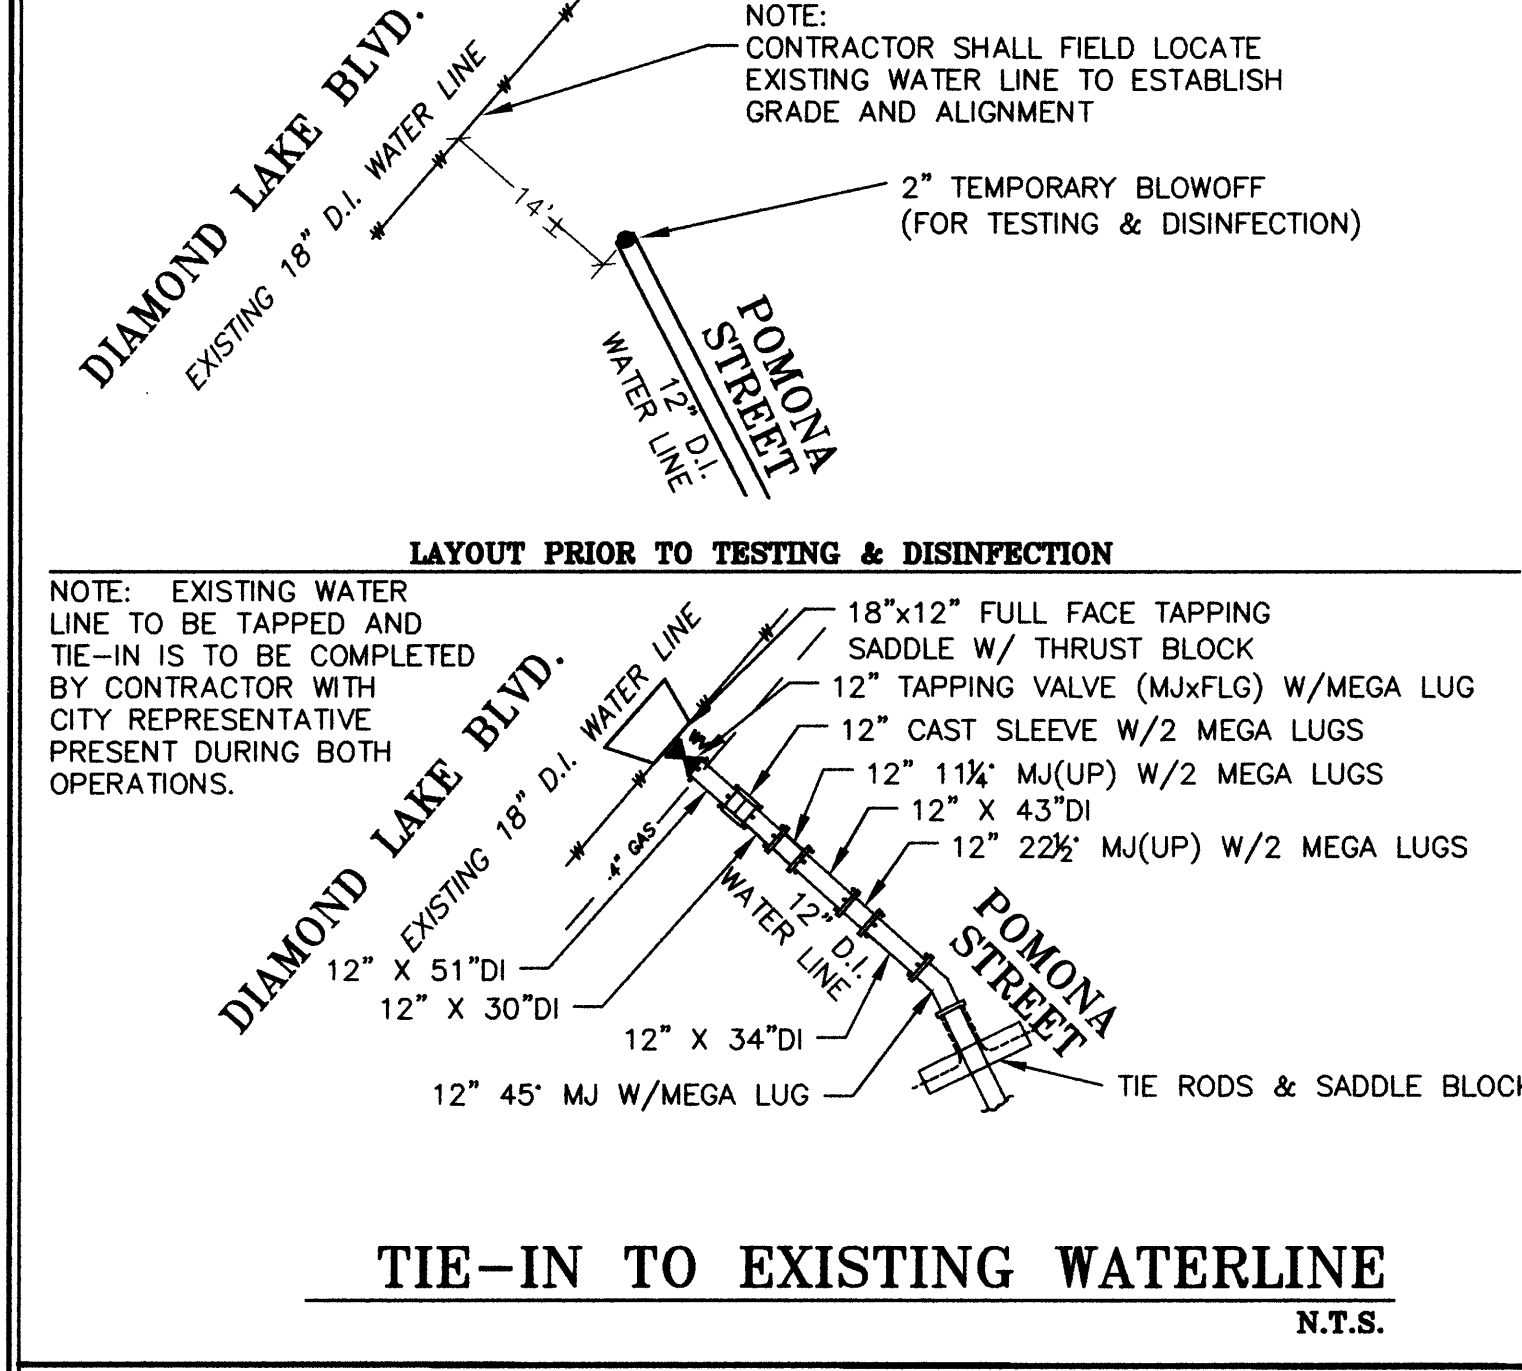 NOTE:
CONTRACTOR SHALL FIELD LOCATE
EXISTING WATER LINE TO ESTABLISH
GRADE AND ALIGNMENT
DIAMOND LAKE BLVD.
EXISTING 18" D.I. WATER LINE
14'±
2" TEMPORARY BLOWOFF
(FOR TESTING & DISINFECTION)
POMONA
STREET
12" D.I.
WATER LINE
LAYOUT PRIOR TO TESTING & DISINFECTION
NOTE: EXISTING WATER
LINE TO BE TAPPED AND
TIE-IN IS TO BE COMPLETED
BY CONTRACTOR WITH
CITY REPRESENTATIVE
PRESENT DURING BOTH
OPERATIONS.
18"x12" FULL FACE TAPPING
SADDLE W/ THRUST BLOCK
12" TAPPING VALVE (MJxFLG) W/MEGA LUG
12" CAST SLEEVE W/2 MEGA LUGS
12" 11¼° MJ(UP) W/2 MEGA LUGS
12" X 43"DI
12" 22½° MJ(UP) W/2 MEGA LUGS
DIAMOND LAKE BLVD.
EXISTING 18" D.I. WATER LINE
4" GAS
12" D.I.
WATER LINE
POMONA
STREET
12" X 51"DI
12" X 30"DI
12" X 34"DI
12" 45° MJ W/MEGA LUG
TIE RODS & SADDLE BLOCK
TIE-IN TO EXISTING WATERLINE
N.T.S.